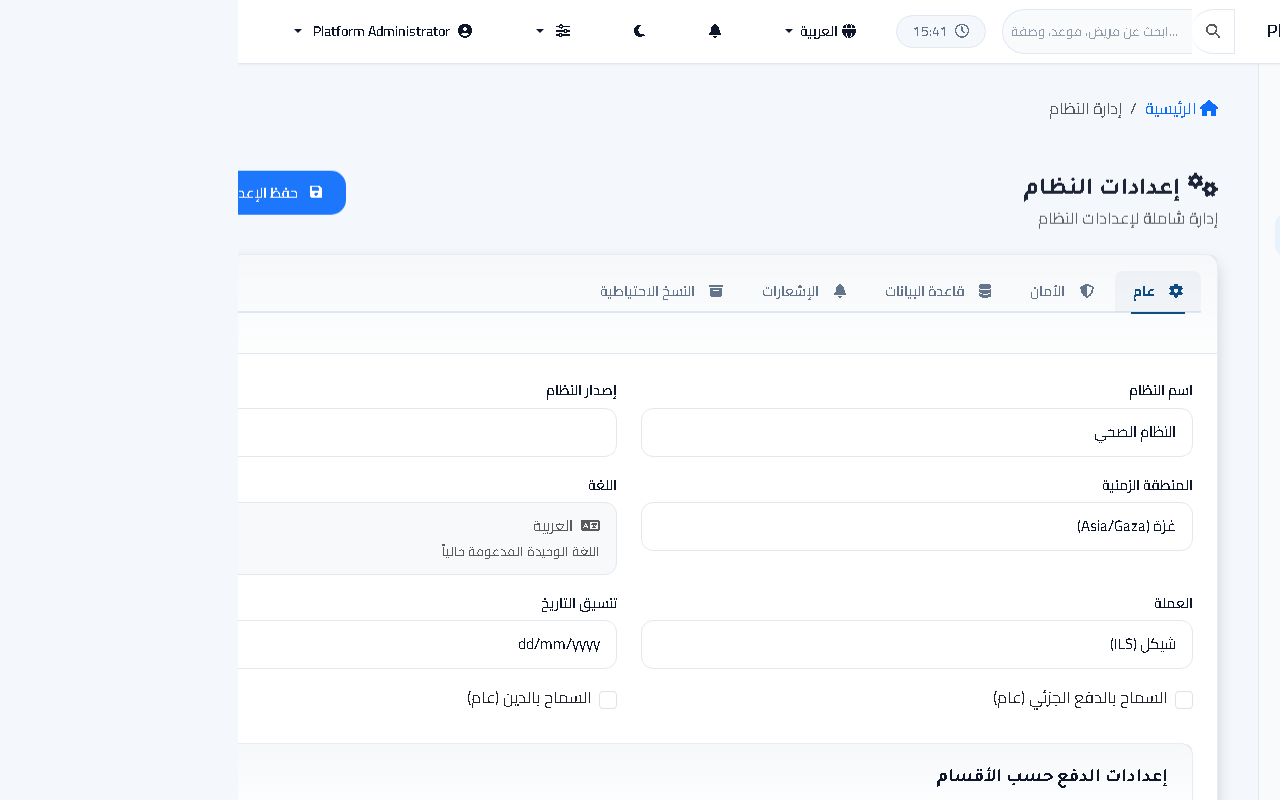 ابحث عن مريض، موعد، وصفة...
15:41
العربية
Platform Administrator
الرئيسية / إدارة النظام
إعدادات النظام
إدارة شاملة لإعدادات النظام
حفظ
عام
الأمان
قاعدة البيانات
الإشعارات
النسخ الاحتياطية
اسم النظام
إصدار النظام
النظام الصحي
المنطقة الزمنية
اللغة
غزة (Asia/Gaza)
العربية
اللغة الوحيدة المدعومة حالياً
العملة
تنسيق التاريخ
شيكل (ILS)
dd/mm/yyyy
السماح بالدفع الجزئي (عام)
السماح بالدين (عام)
إعدادات الدفع حسب الأقسام